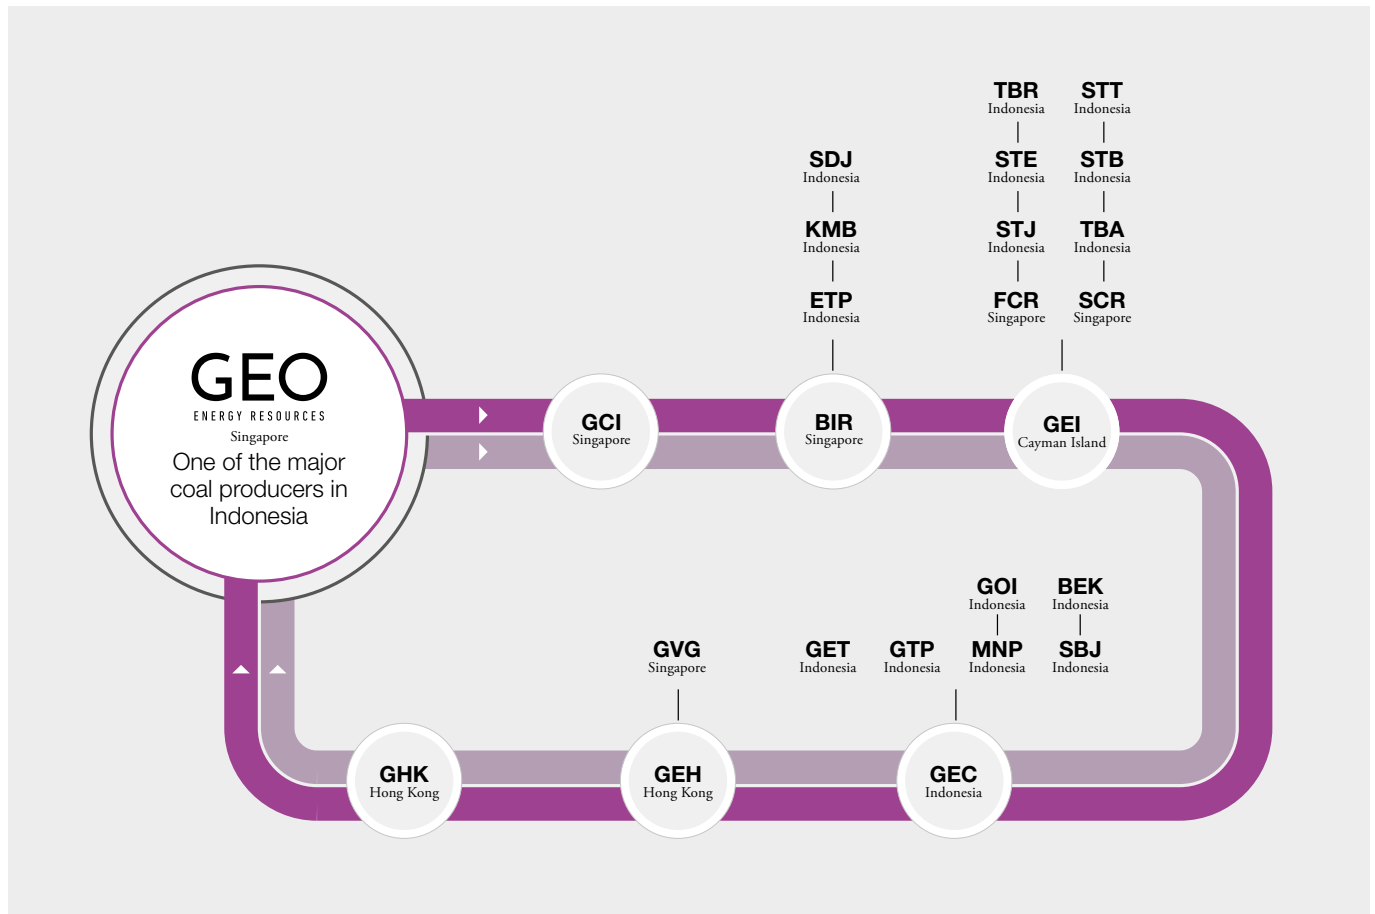 TBR
Indonesia
STT
Indonesia
SDJ
Indonesia
STE
Indonesia
STB
Indonesia
KMB
Indonesia
STJ
Indonesia
TBA
Indonesia
ETP
Indonesia
FCR
Singapore
SCR
Singapore
GEO
ENERGY RESOURCES
Singapore
One of the major
coal producers in
Indonesia
GCI
Singapore
BIR
Singapore
GEI
Cayman Island
GOI
Indonesia
BEK
Indonesia
GVG
Singapore
GET
Indonesia
GTP
Indonesia
MNP
Indonesia
SBJ
Indonesia
GHK
Hong Kong
GEH
Hong Kong
GEC
Indonesia